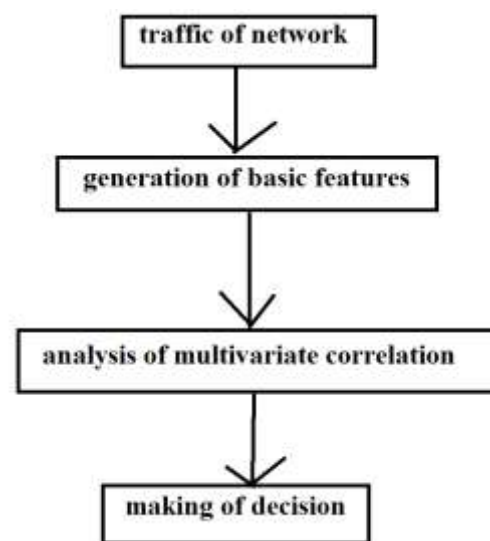 traffic of network
generation of basic features
analysis of multivariate correlation
making of decision